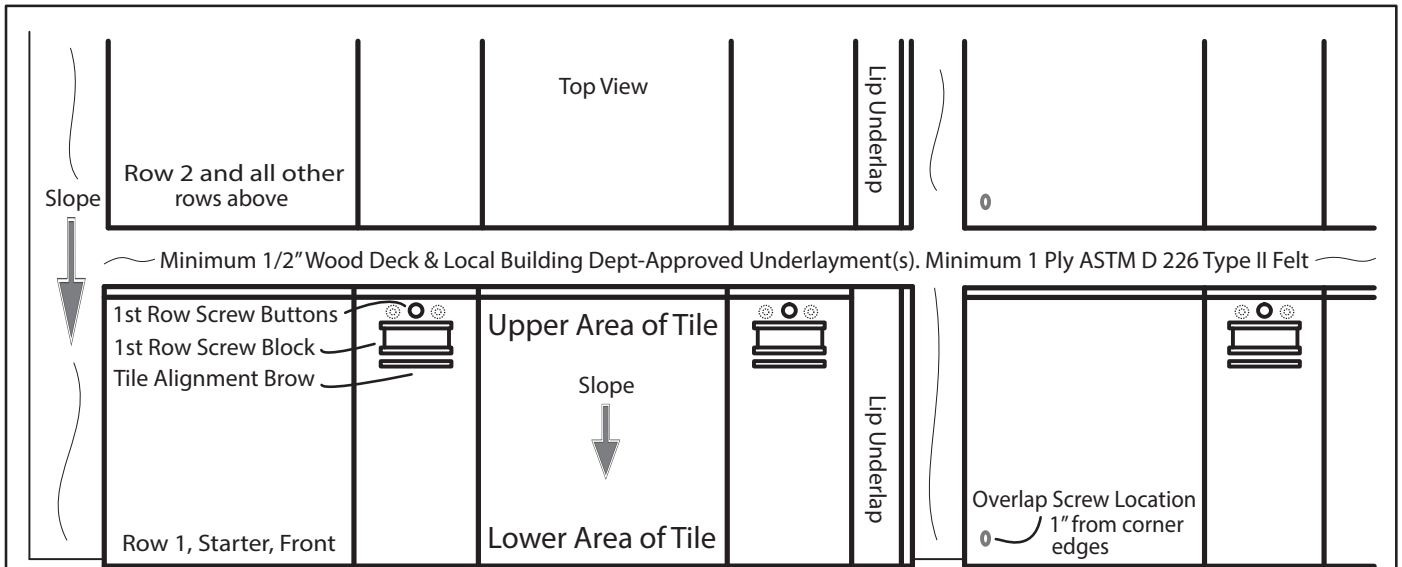 Top View
Lip Underlap
Row 2 and all other
rows above
Slope
Minimum 1/2" Wood Deck & Local Building Dept-Approved Underlayment(s). Minimum 1 Ply ASTM D 226 Type II Felt
1st Row Screw Buttons
1st Row Screw Block
Tile Alignment Brow
Upper Area of Tile
Slope
Lip Underlap
Lower Area of Tile
Row 1, Starter, Front
Overlap Screw Location
1" from corner
edges